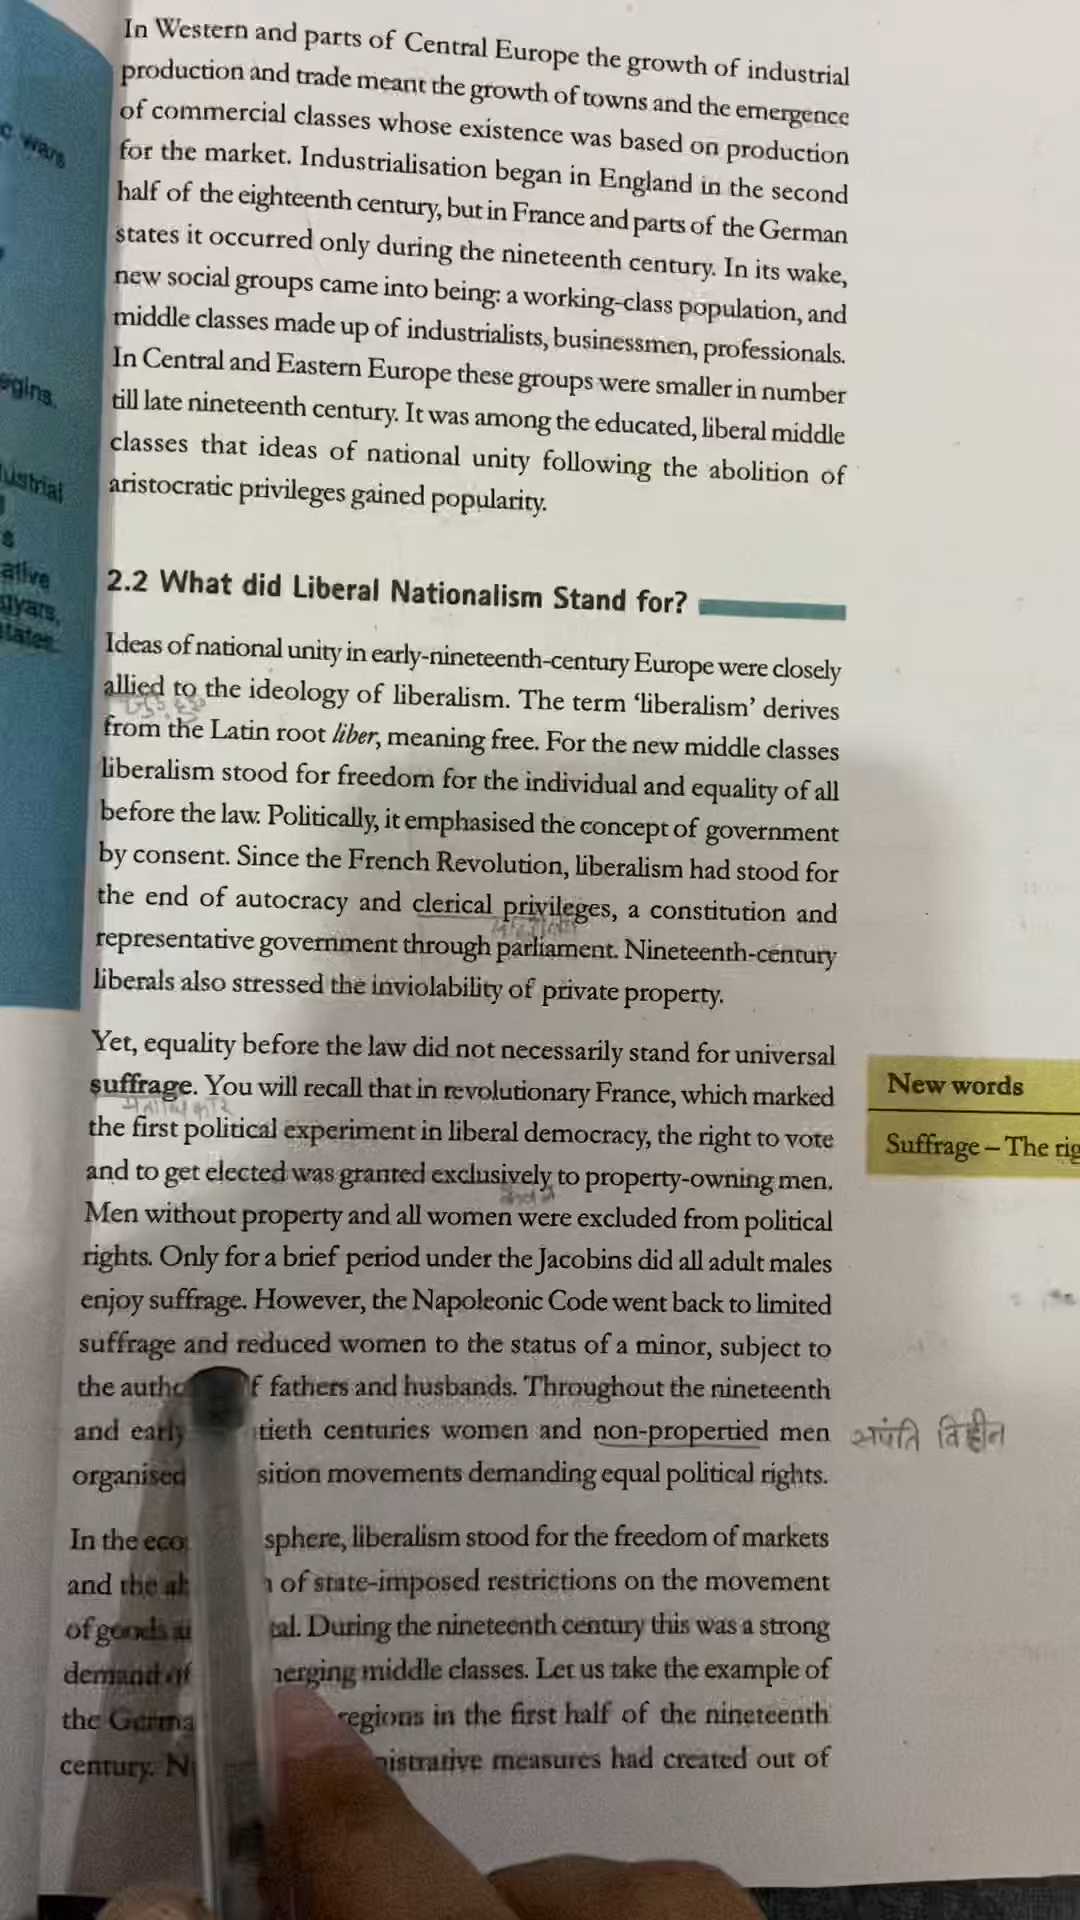 In Western and parts of Central Europe the growth of industrial
production and trade meant the growth of towns and the emergence
of commercial classes whose existence was based on production
for the market. Industrialisation began in England in the second
half of the eighteenth century, but in France and parts of the German
states it occurred only during the nineteenth century. In its wake,
new social groups came into being: a working-class population, and
middle classes made up of industrialists, businessmen, professionals.
In Central and Eastern Europe these groups were smaller in number
till late nineteenth century. It was among the educated, liberal middle
classes that ideas of national unity following the abolition of
aristocratic privileges gained popularity.
c wars
egins.
ustrial
s
ative
gyars,
states.
2.2 What did Liberal Nationalism Stand for?
Ideas of national unity in early-nineteenth-century Europe were closely
allied to the ideology of liberalism. The term ‘liberalism’ derives
from the Latin root liber, meaning free. For the new middle classes
liberalism stood for freedom for the individual and equality of all
before the law. Politically, it emphasised the concept of government
by consent. Since the French Revolution, liberalism had stood for
the end of autocracy and clerical privileges, a constitution and
representative government through parliament. Nineteenth-century
liberals also stressed the inviolability of private property.
Yet, equality before the law did not necessarily stand for universal
suffrage. You will recall that in revolutionary France, which marked
मताधिकार
the first political experiment in liberal democracy, the right to vote
and to get elected was granted exclusively to property-owning men.
Men without property and all women were excluded from political
rights. Only for a brief period under the Jacobins did all adult males
enjoy suffrage. However, the Napoleonic Code went back to limited
suffrage and reduced women to the status of a minor, subject to
the autho f fathers and husbands. Throughout the nineteenth
and early tieth centuries women and non-propertied men
संपति विहीन
organised sition movements demanding equal political rights.
In the eco sphere, liberalism stood for the freedom of markets
and the ab n of state-imposed restrictions on the movement
of goods a tal. During the nineteenth century this was a strong
demand of nerging middle classes. Let us take the example of
the Germa regions in the first half of the nineteenth
century. N nistrative measures had created out of
New words
Suffrage – The rig